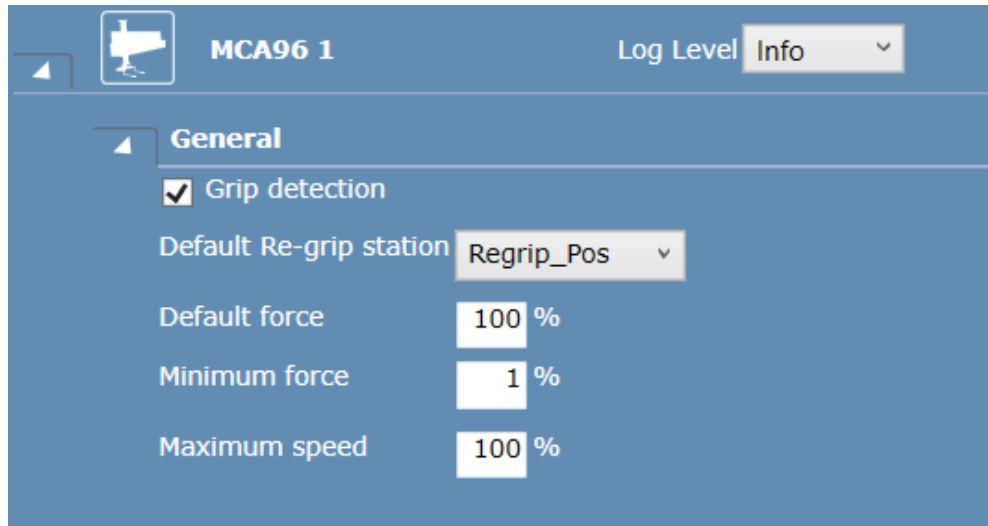 MCA96 1 Log Level Info
General
Grip detection
Default Re-grip station Regrip_Pos
Default force 100 %
Minimum force 1 %
Maximum speed 100 %